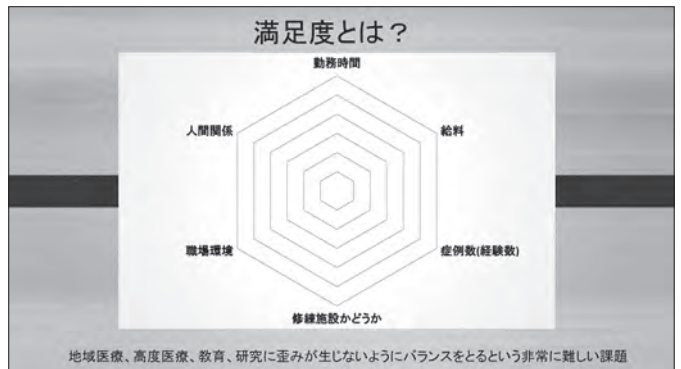 満足度とは？
勤務時間
人間関係
給料
職場環境
症例数(経験数)
修練施設かどうか
地域医療、高度医療、教育、研究に歪みが生じないようにバランスをとるという非常に難しい課題